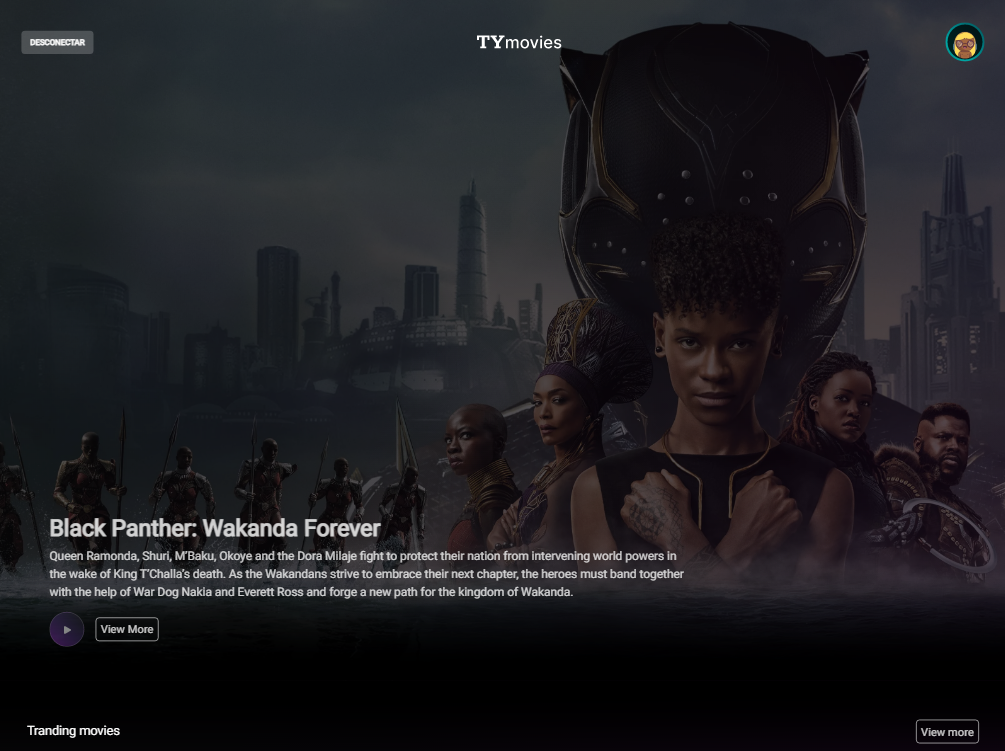 DESCONECTAR
TYmovies
Black Panther: Wakanda Forever
Queen Ramonda, Shuri, M’Baku, Okoye and the Dora Milaje fight to protect their nation from intervening world powers in
the wake of King T’Challa’s death. As the Wakandans strive to embrace their next chapter, the heroes must band together
with the help of War Dog Nakia and Everett Ross and forge a new path for the kingdom of Wakanda.
View More
Tranding movies
View more